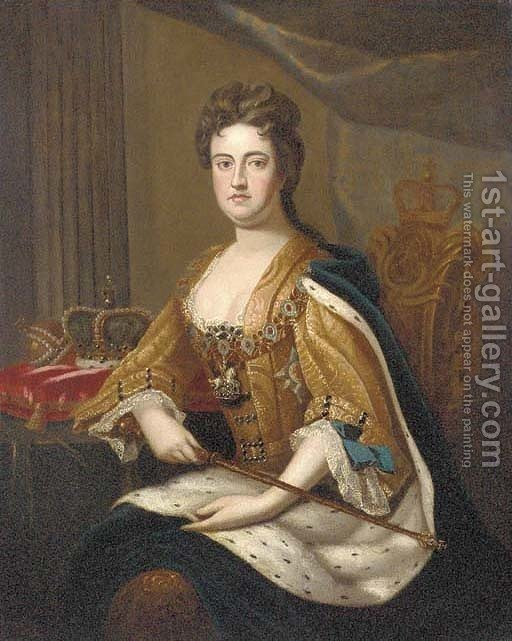 1st-art-gallery.com
This watermark does not appear on the painting